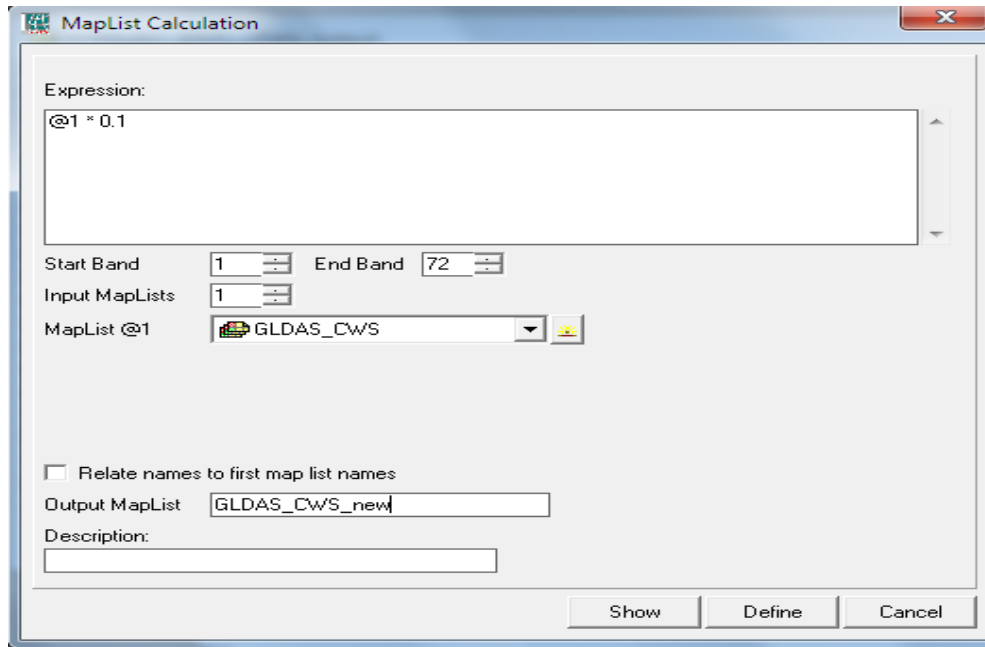 MapList Calculation
Expression:
@1 * 0.1
Start Band 1 End Band 72
Input MapLists 1
MapList @1 GLDAS_CWS
Relate names to first map list names
Output MapList GLDAS_CWS_new
Description:
Show Define Cancel